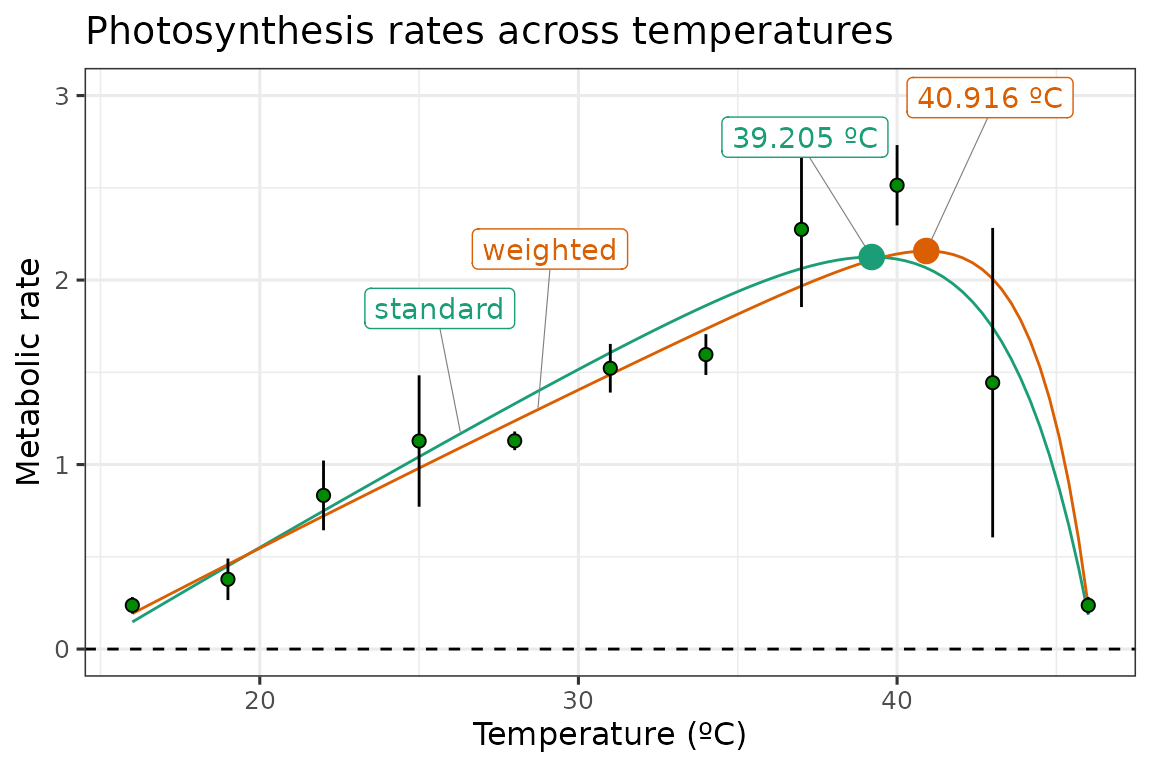 Photosynthesis rates across temperatures
3
40.916 ºC
39.205 ºC
weighted
2
standard
Metabolic rate
1
0
20
30
40
Temperature (ºC)